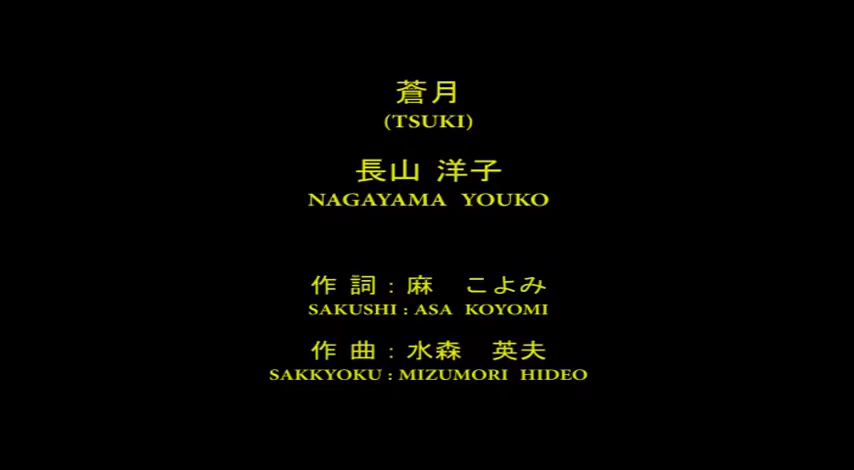 蒼月
(TSUKI)
長山 洋子
NAGAYAMA YOUKO
作 詞 : 麻 こよみ
SAKUSHI : ASA KOYOMI
作 曲 : 水森 英夫
SAKKYOKU : MIZUMORI HIDEO